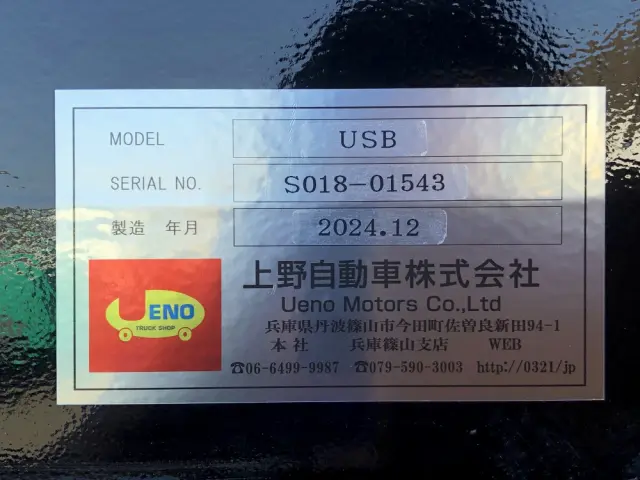 MODEL USB
SERIAL NO. S018-01543
製造 年月 2024.12
UENO
TRUCK SHOP
上野自動車株式会社
Ueno Motors Co.,Ltd
兵庫県丹波篠山市今田町佐曽良新田94-1
本社 兵庫篠山支店 WEB
☎06-6499-9987 ☎079-590-3003 http://0321/jp